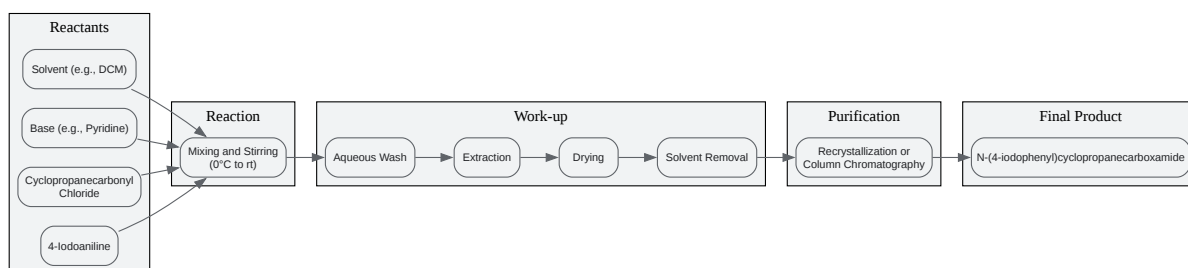 Reactants
Solvent (e.g., DCM)
Base (e.g., Pyridine)
Cyclopropanecarbonyl
Chloride
4-Iodoaniline
Reaction
Mixing and Stirring
(0°C to rt)
Work-up
Aqueous Wash
Extraction
Drying
Solvent Removal
Purification
Recrystallization or
Column Chromatography
Final Product
N-(4-iodophenyl)cyclopropanecarboxamide